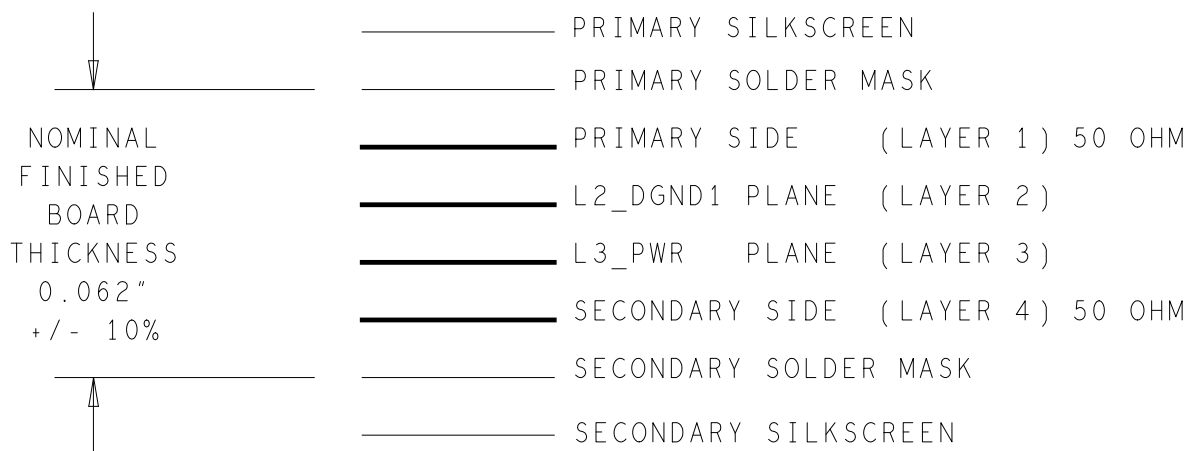 PRIMARY SILKSCREEN
PRIMARY SOLDER MASK
PRIMARY SIDE (LAYER 1) 50 OHM
L2_DGND1 PLANE (LAYER 2)
L3_PWR PLANE (LAYER 3)
SECONDARY SIDE (LAYER 4) 50 OHM
SECONDARY SOLDER MASK
SECONDARY SILKSCREEN
NOMINAL
FINISHED
BOARD
THICKNESS
0.062"
+/- 10%